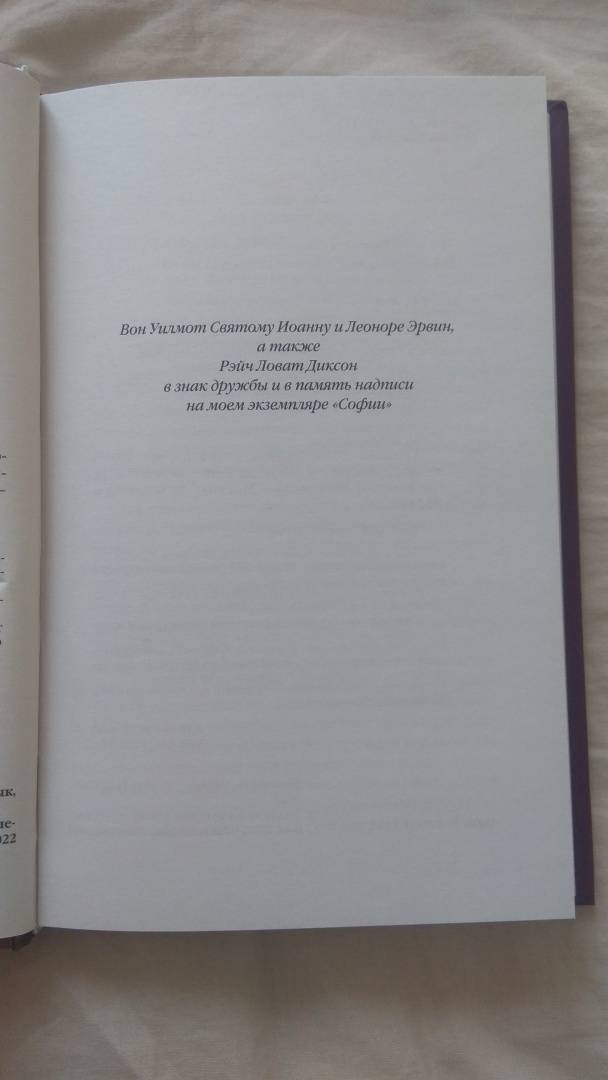 Вон Уилмот Святому Иоанну и Леоноре Эрвин,
а также
Рэйч Ловат Диксон
в знак дружбы и в память надписи
на моем экземпляре «Софии»